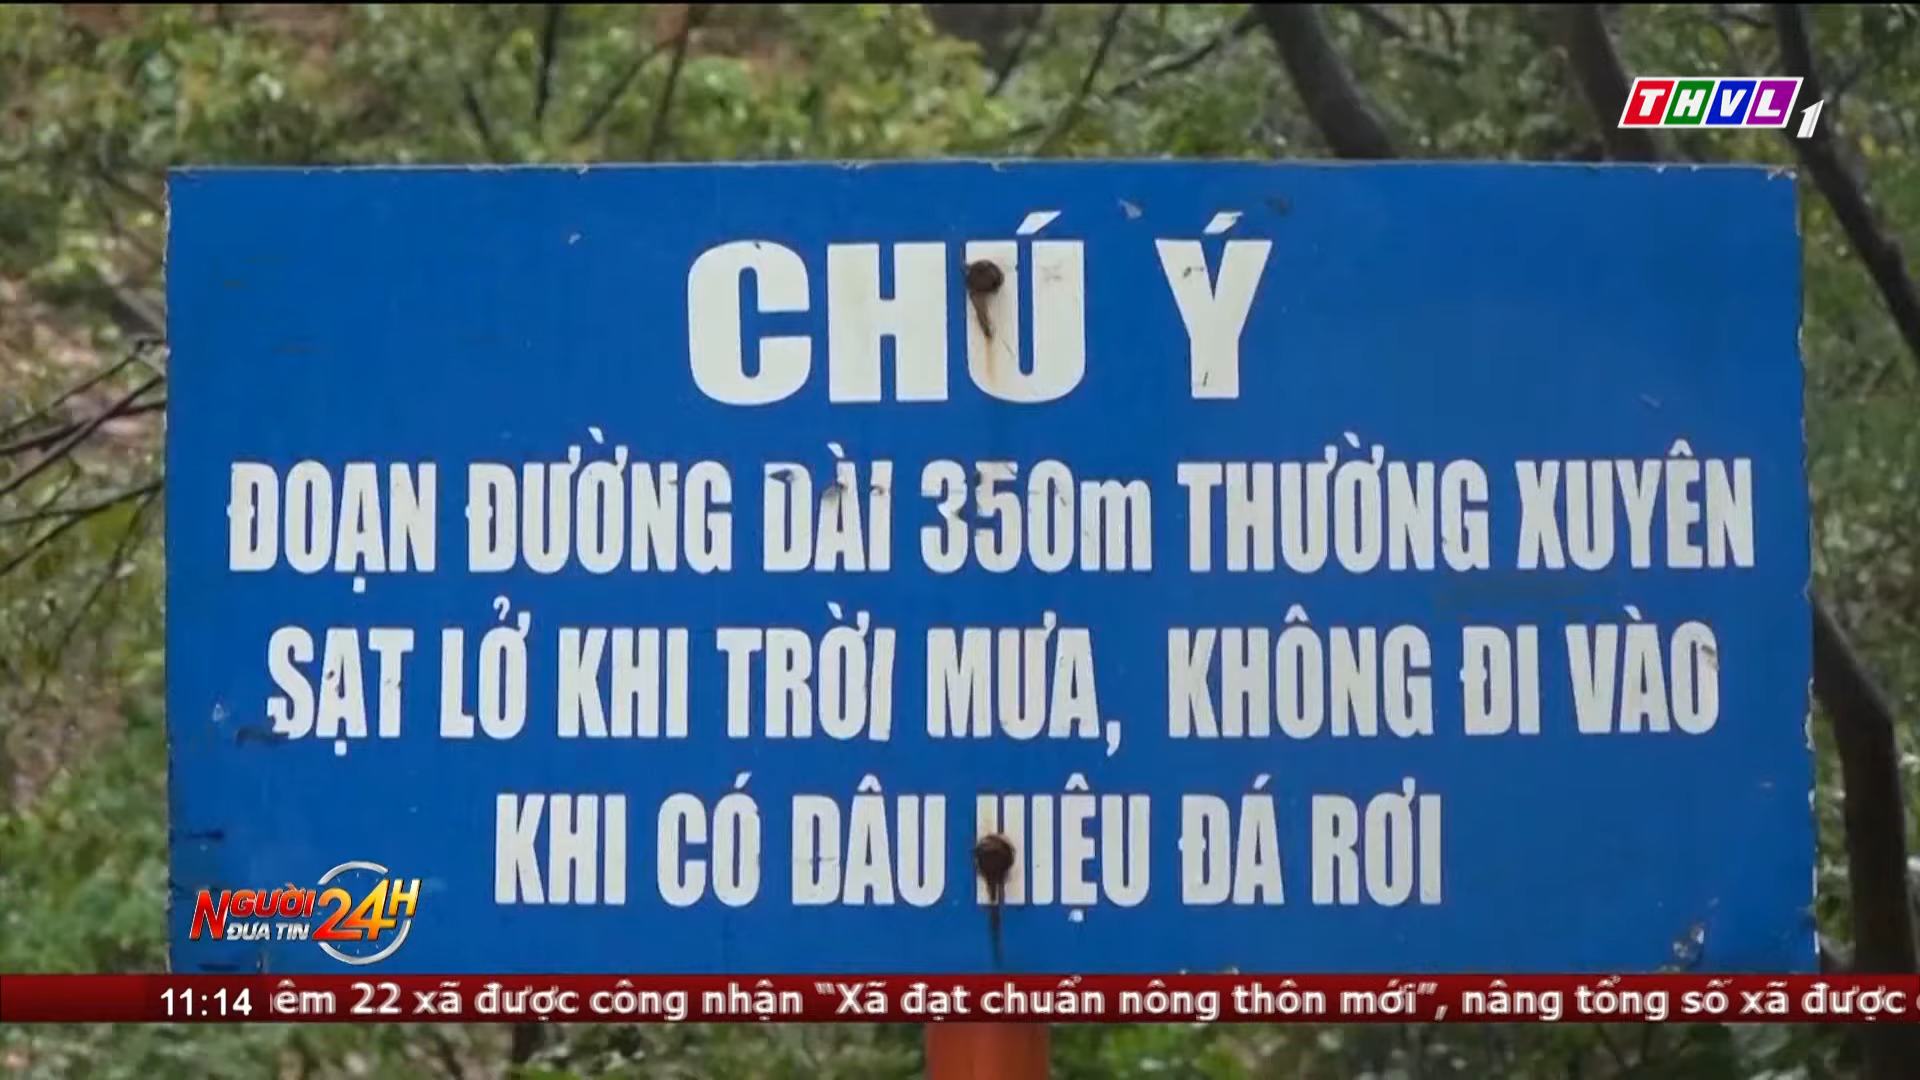 THVL1
CHÚ Ý
ĐOẠN ĐƯỜNG DÀI 350m THƯỜNG XUYÊN
SẠT LỞ KHI TRỜI MƯA, KHÔNG ĐI VÀO
KHI CÓ DÂU HIỆU ĐÁ RƠI
NGƯỜI
ĐƯA TIN
24H
11:14 êm 22 xã được công nhận "Xã đạt chuẩn nông thôn mới", nâng tổng số xã được